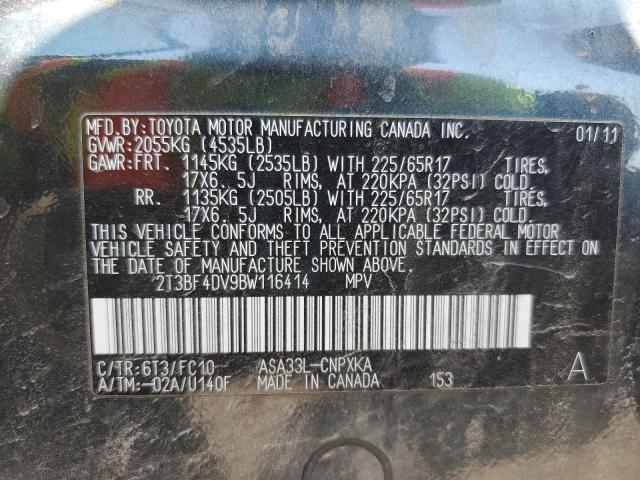 MFD.BY:TOYOTA MOTOR MANUFACTURING CANADA INC. 01/11
GVWR:2055KG (4535LB)
GAWR:FRT. 1145KG (2535LB) WITH 225/65R17 TIRES,
17X6.5J RIMS, AT 220KPA (32PSI) COLD.
RR. 1135KG (2505LB) WITH 225/65R17 TIRES,
17X6.5J RIMS, AT 220KPA (32PSI) COLD.
THIS VEHICLE CONFORMS TO ALL APPLICABLE FEDERAL MOTOR
VEHICLE SAFETY AND THEFT PREVENTION STANDARDS IN EFFECT ON
THE DATE OF MANUFACTURE SHOWN ABOVE.
2T3BF4DV9BW116414 MPV
C/TR:6T3/FC10 ASA33L-CNPXKA
A/TM:-02A/U140F MADE IN CANADA 153 A